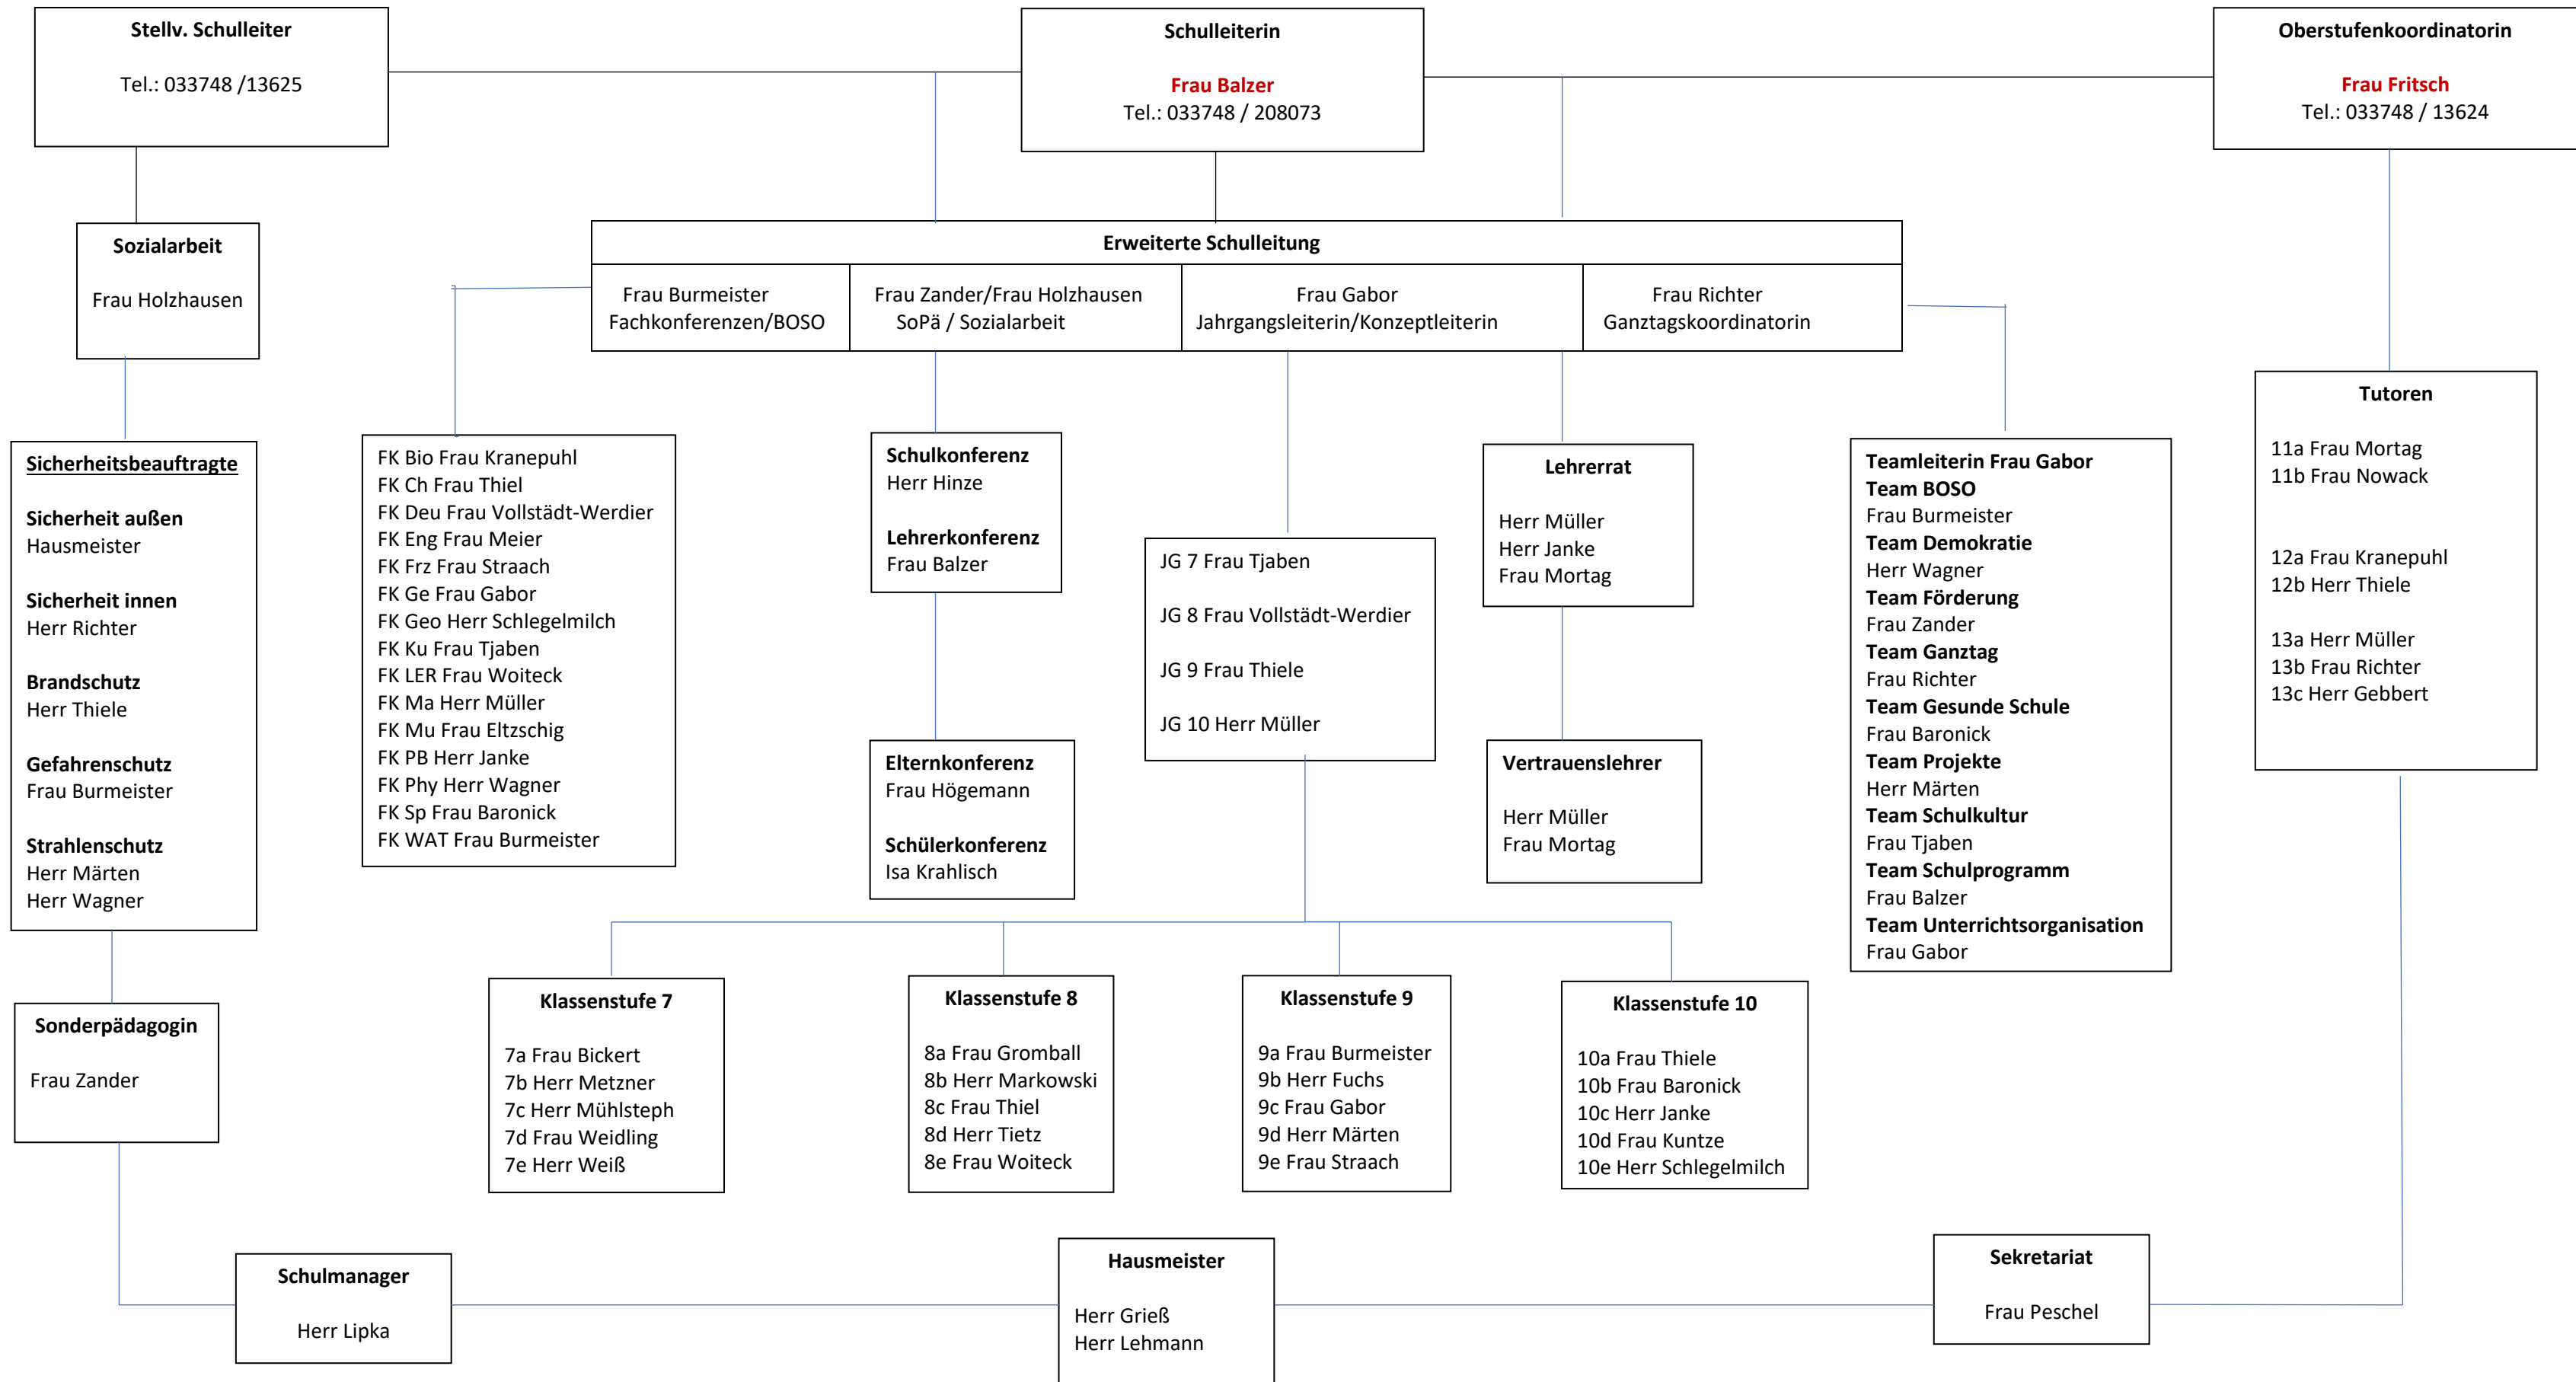 Stellv. Schulleiter
Tel.: 033748 /13625
Schulleiterin
Frau Balzer
Tel.: 033748 / 208073
Oberstufenkoordinatorin
Frau Fritsch
Tel.: 033748 / 13624
Sozialarbeit
Frau Holzhausen
Erweiterte Schulleitung
Frau Burmeister
Fachkonferenzen/BOSO
Frau Zander/Frau Holzhausen
SoPä / Sozialarbeit
Frau Gabor
Jahrgangsleiterin/Konzeptleiterin
Frau Richter
Ganztagskoordinatorin
Sicherheitsbeauftragte
Sicherheit außen
Hausmeister
Sicherheit innen
Herr Richter
Brandschutz
Herr Thiele
Gefahrenschutz
Frau Burmeister
Strahlenschutz
Herr Märten
Herr Wagner
FK Bio Frau Kranepuhl
FK Ch Frau Thiel
FK Deu Frau Vollstädt-Werdier
FK Eng Frau Meier
FK Frz Frau Straach
FK Ge Frau Gabor
FK Geo Herr Schlegelmilch
FK Ku Frau Tjaben
FK LER Frau Woiteck
FK Ma Herr Müller
FK Mu Frau Eltzschig
FK PB Herr Janke
FK Phy Herr Wagner
FK Sp Frau Baronick
FK WAT Frau Burmeister
Schulkonferenz
Herr Hinze
Lehrerkonferenz
Frau Balzer
Elternkonferenz
Frau Högemann
Schülerkonferenz
Isa Krahlisch
JG 7 Frau Tjaben
JG 8 Frau Vollstädt-Werdier
JG 9 Frau Thiele
JG 10 Herr Müller
Lehrerrat
Herr Müller
Herr Janke
Frau Mortag
Vertrauenslehrer
Herr Müller
Frau Mortag
Teamleiterin Frau Gabor
Team BOSO
Frau Burmeister
Team Demokratie
Herr Wagner
Team Förderung
Frau Zander
Team Ganztag
Frau Richter
Team Gesunde Schule
Frau Baronick
Team Projekte
Herr Märten
Team Schulkultur
Frau Tjaben
Team Schulprogramm
Frau Balzer
Team Unterrichtsorganisation
Frau Gabor
Tutoren
11a Frau Mortag
11b Frau Nowack
12a Frau Kranepuhl
12b Herr Thiele
13a Herr Müller
13b Frau Richter
13c Herr Gebbert
Sonderpädagogin
Frau Zander
Klassenstufe 7
7a Frau Bickert
7b Herr Metzner
7c Herr Mühlsteph
7d Frau Weidling
7e Herr Weiß
Klassenstufe 8
8a Frau Gromball
8b Herr Markowski
8c Frau Thiel
8d Herr Tietz
8e Frau Woiteck
Klassenstufe 9
9a Frau Burmeister
9b Herr Fuchs
9c Frau Gabor
9d Herr Märten
9e Frau Straach
Klassenstufe 10
10a Frau Thiele
10b Frau Baronick
10c Herr Janke
10d Frau Kuntze
10e Herr Schlegelmilch
Schulmanager
Herr Lipka
Hausmeister
Herr Grieß
Herr Lehmann
Sekretariat
Frau Peschel